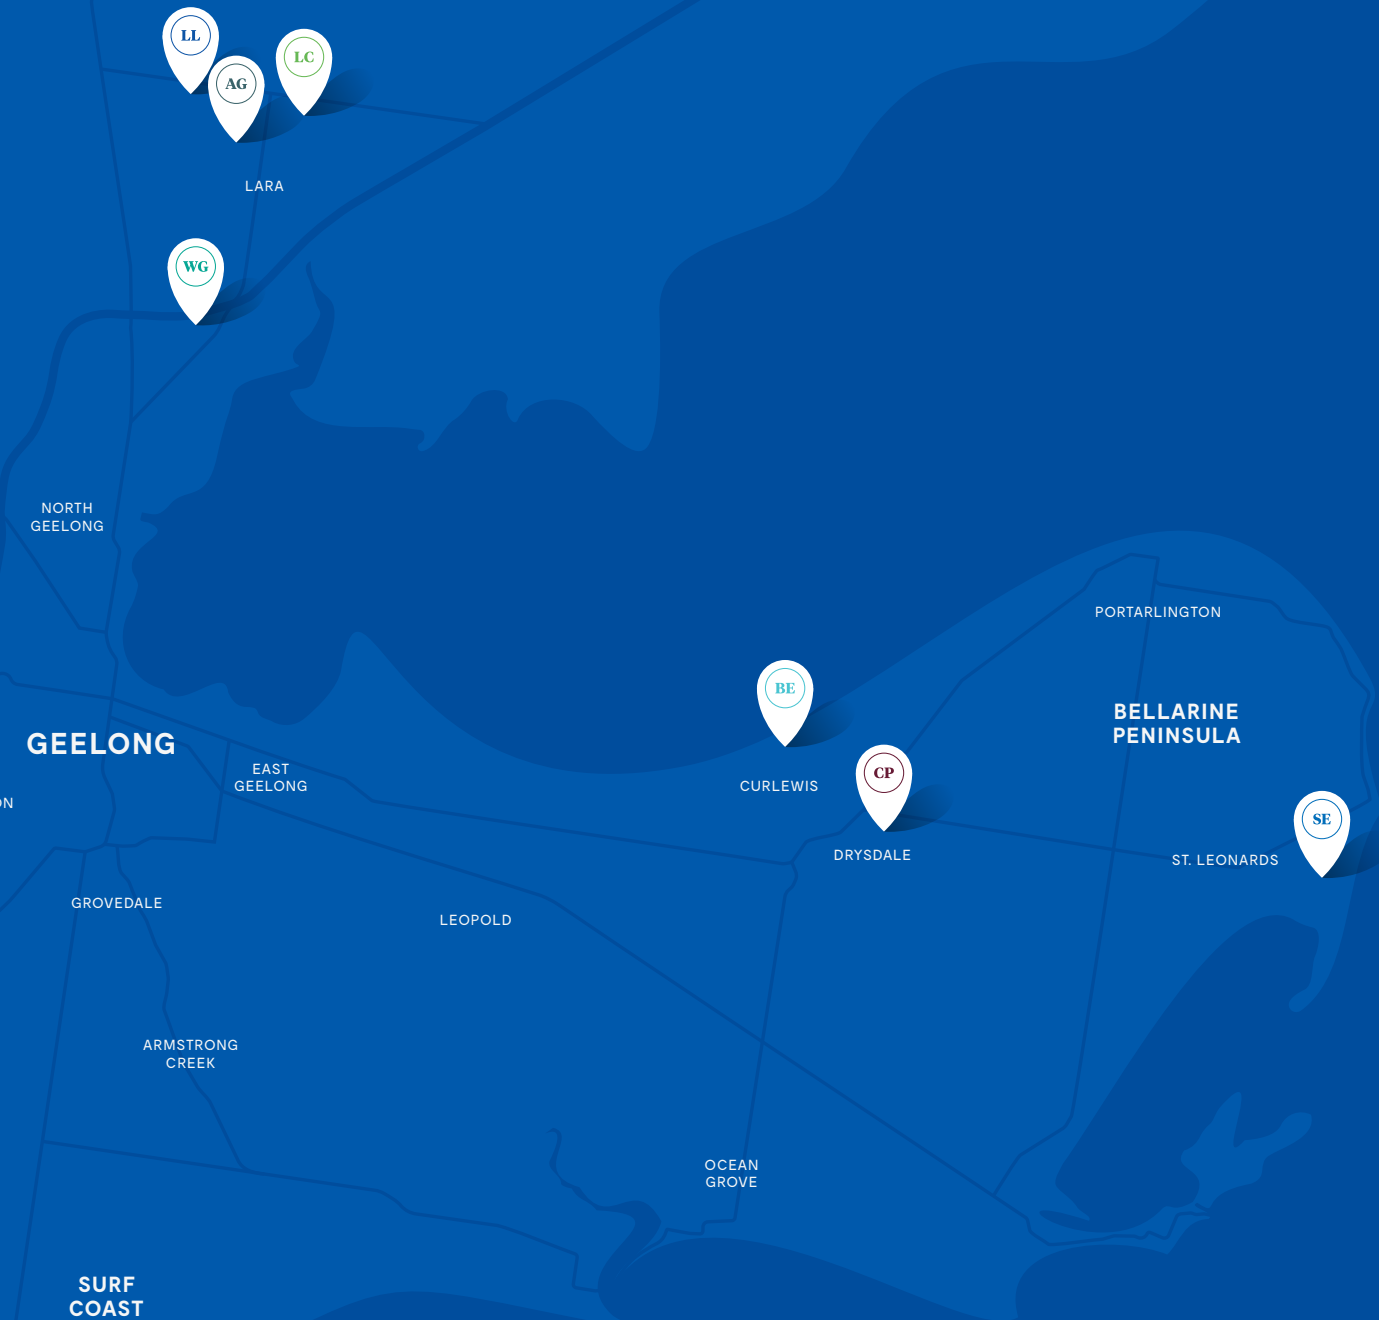 LL
LC
AG
LARA
WG
NORTH
GEELONG
PORTARLINGTON
BE
BELLARINE
PENINSULA
GEELONG
EAST
GEELONG
CP
CURLEWIS
ON
SE
DRYSDALE
ST. LEONARDS
GROVEDALE
LEOPOLD
ARMSTRONG
CREEK
OCEAN
GROVE
SURF
COAST